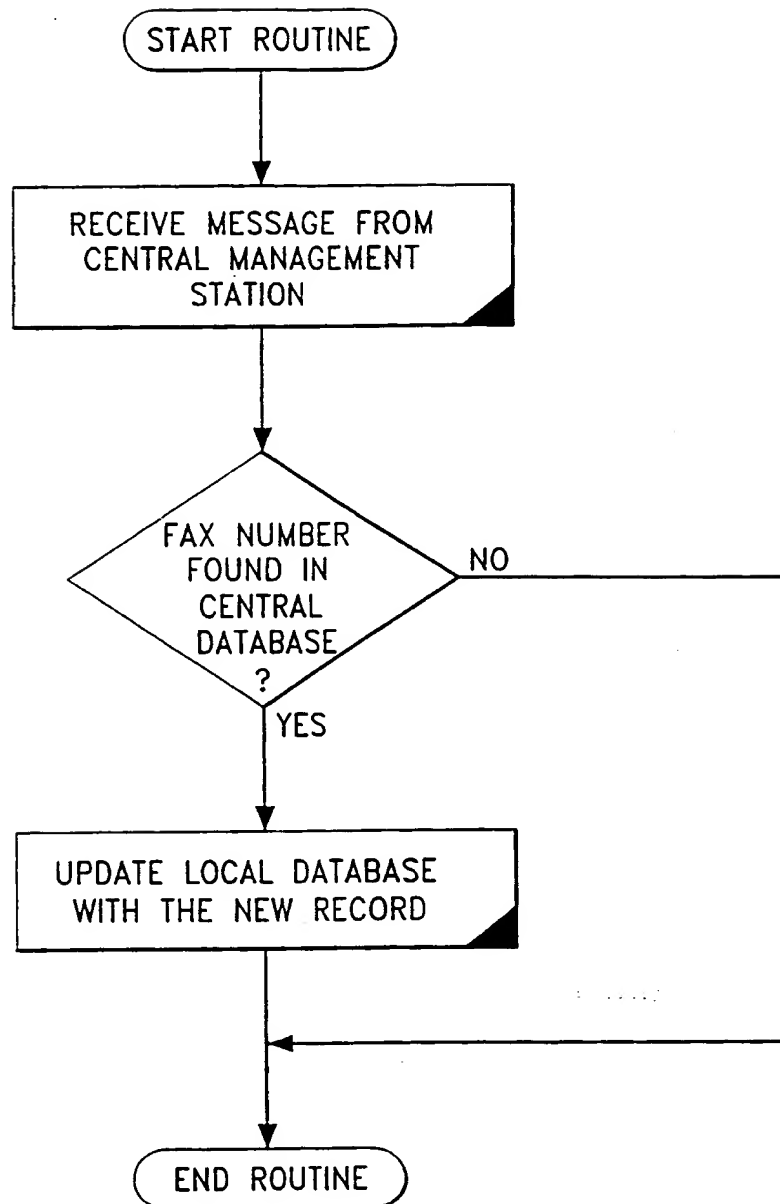 START ROUTINE
RECEIVE MESSAGE FROM
CENTRAL MANAGEMENT
STATION
FAX NUMBER
FOUND IN
CENTRAL
DATABASE
?
NO
YES
UPDATE LOCAL DATABASE
WITH THE NEW RECORD
END ROUTINE